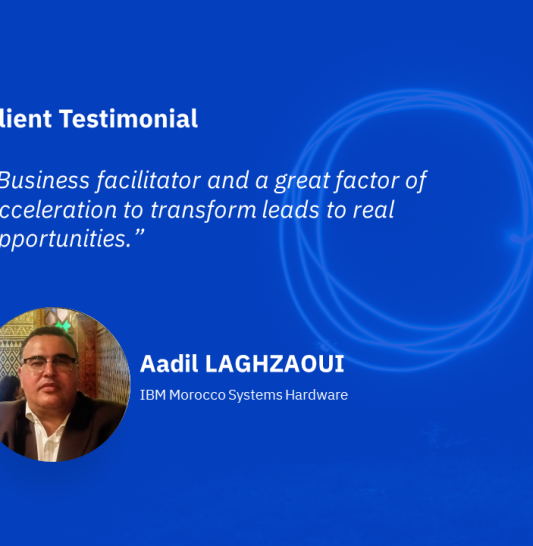 lient Testimonial
Business facilitator and a great factor of
cceleration to transform leads to real
pportunities.”
Aadil LAGHZAOUI
IBM Morocco Systems Hardware